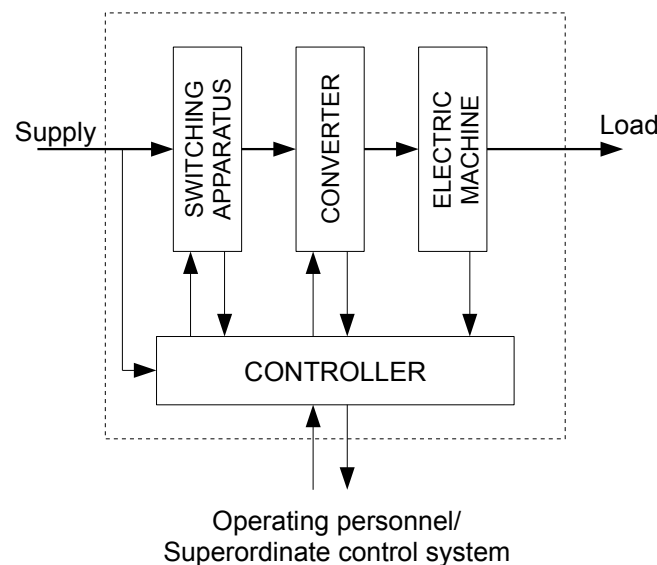 Supply
SWITCHING
APPARATUS
CONVERTER
ELECTRIC
MACHINE
Load
CONTROLLER
Operating personnel/
Superordinate control system